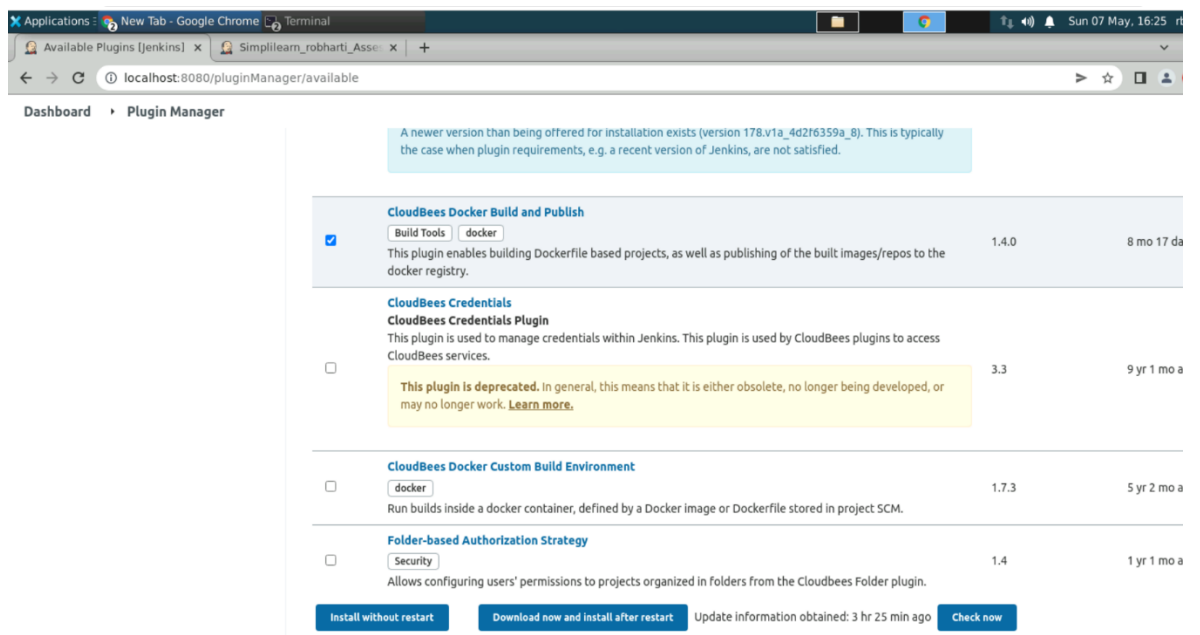 Applications
New Tab - Google Chrome
Terminal
Sun 07 May, 16:25
Available Plugins [Jenkins]
Simplilearn_robharti_Asse
localhost:8080/pluginManager/available
Dashboard
Plugin Manager
A newer version than being offered for installation exists (version 178.v1a_4d2f6359a_8). This is typically
the case when plugin requirements, e.g. a recent version of Jenkins, are not satisfied.
CloudBees Docker Build and Publish
Build Tools docker
This plugin enables building Dockerfile based projects, as well as publishing of the built images/repos to the
docker registry.
1.4.0
8 mo 17 da
CloudBees Credentials
CloudBees Credentials Plugin
This plugin is used to manage credentials within Jenkins. This plugin is used by CloudBees plugins to access
CloudBees services.
This plugin is deprecated. In general, this means that it is either obsolete, no longer being developed, or
may no longer work. Learn more.
3.3
9 yr 1 mo a
CloudBees Docker Custom Build Environment
docker
Run builds inside a docker container, defined by a Docker image or Dockerfile stored in project SCM.
1.7.3
5 yr 2 mo a
Folder-based Authorization Strategy
Security
Allows configuring users' permissions to projects organized in folders from the Cloudbees Folder plugin.
1.4
1 yr 1 mo a
Install without restart
Download now and install after restart
Update information obtained: 3 hr 25 min ago
Check now